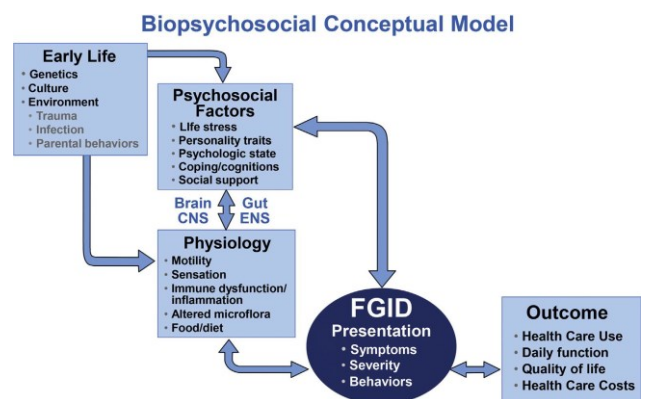 Biopsychosocial Conceptual Model
Early Life
• Genetics
• Culture
• Environment
• Trauma
• Infection
• Parental behaviors
Psychosocial
Factors
• LIfe stress
• Personality traits
• Psychologic state
• Coping/cognitions
• Social support
Brain Gut
CNS ENS
Physiology
• Motility
• Sensation
• Immune dysfunction/
inflammation
• Altered microflora
• Food/diet
FGID
Presentation
• Symptoms
• Severity
• Behaviors
Outcome
• Health Care Use
• Daily function
• Quality of life
• Health Care Costs